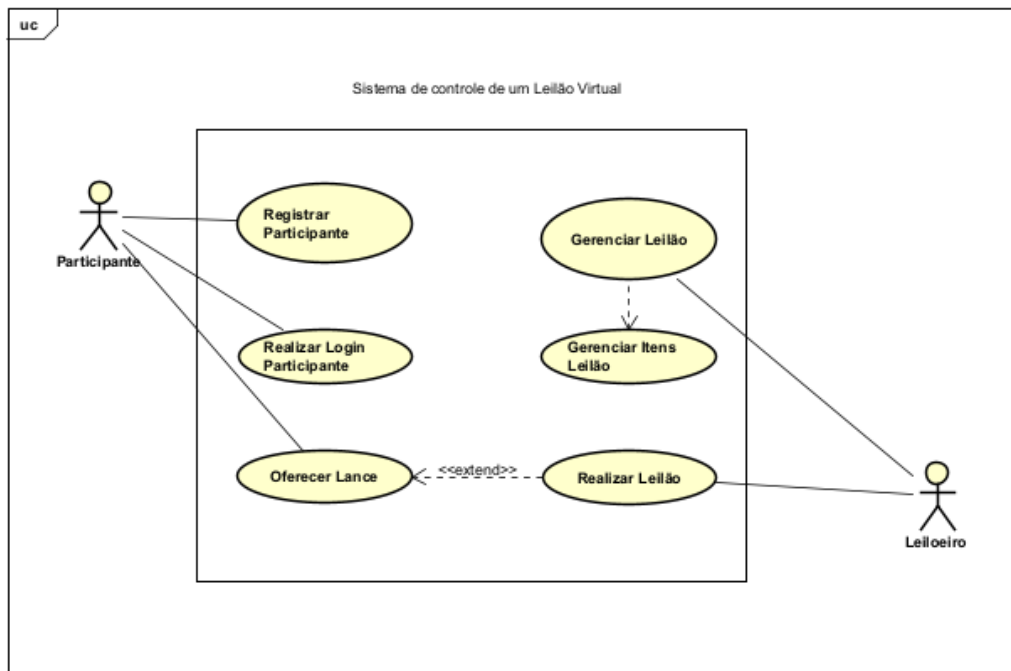 uc
Sistema de controle de um Leilão Virtual
Registrar
Participante
Gerenciar Leilão
Participante
Realizar Login
Participante
Gerenciar Itens
Leilão
Oferecer Lance
<<extend>>
Realizar Leilão
Leiloeiro